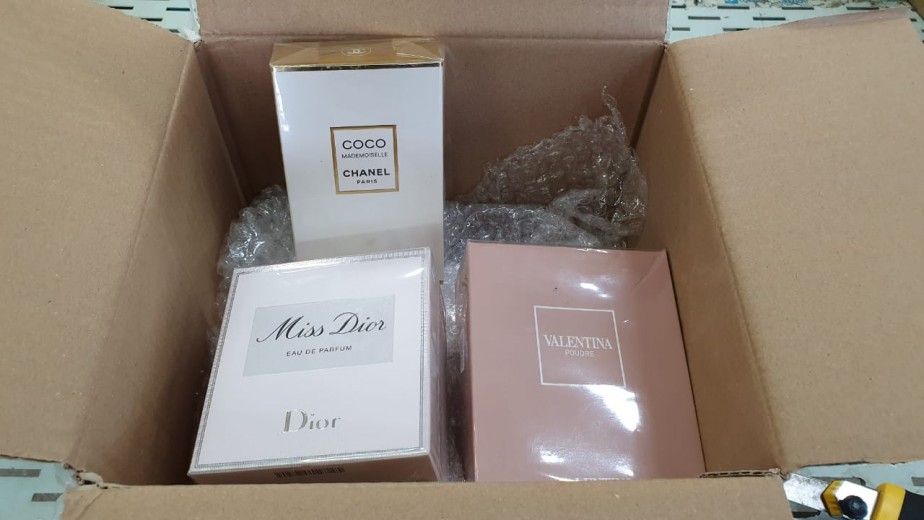 COCO
MADEMOISELLE
CHANEL
PARIS
Miss Dior
EAU DE PARFUM
Dior
VALENTINA
POUDRE